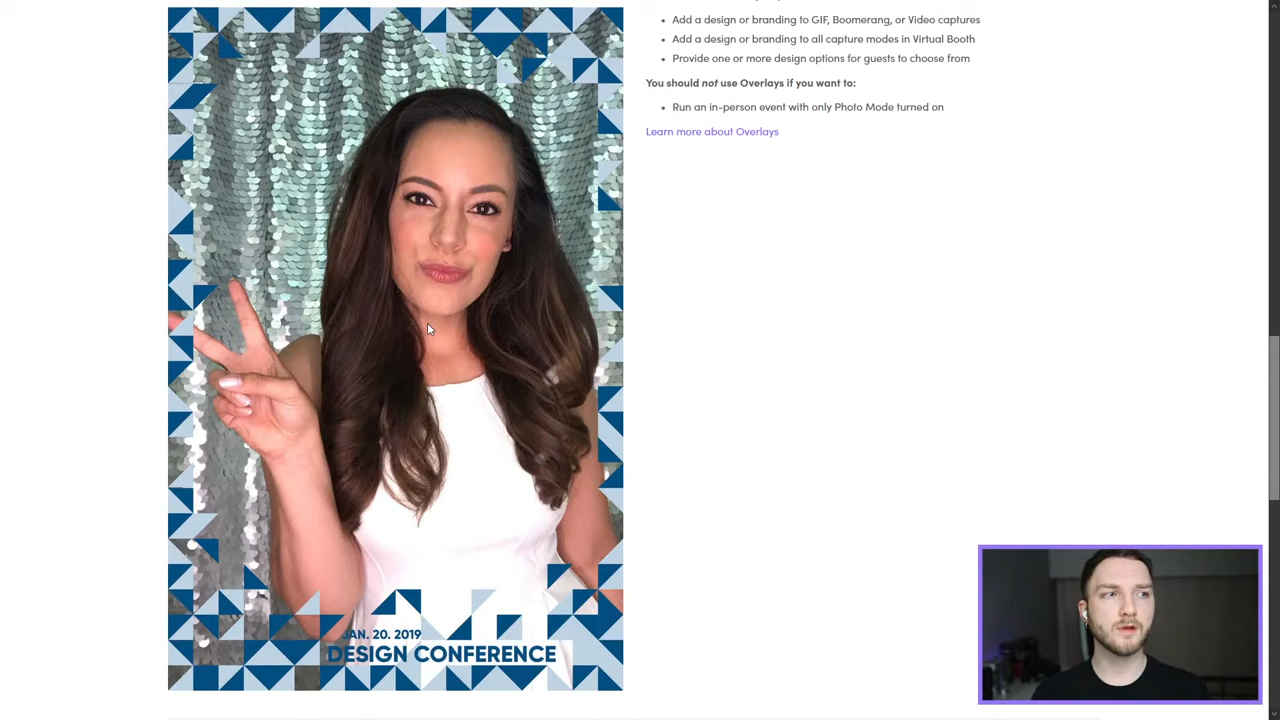 Add a design or branding to GIF, Boomerang, or Video captures
Add a design or branding to all capture modes in Virtual Booth
Provide one or more design options for guests to choose from
You should not use Overlays if you want to:
Run an in-person event with only Photo Mode turned on
Learn more about Overlays
JAN. 20. 2019
DESIGN CONFERENCE